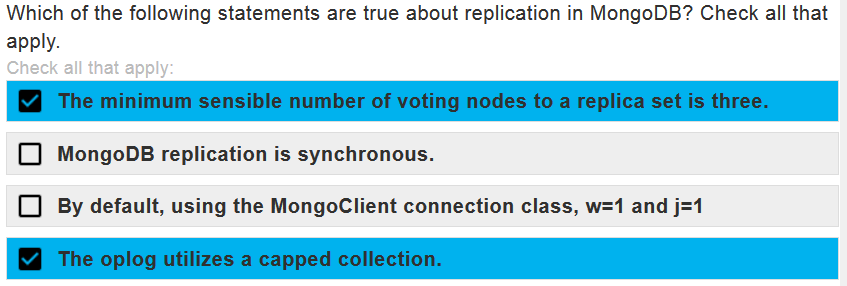 Which of the following statements are true about replication in MongoDB? Check all that
apply.
Check all that apply:
The minimum sensible number of voting nodes to a replica set is three.
MongoDB replication is synchronous.
By default, using the MongoClient connection class, w=1 and j=1
The oplog utilizes a capped collection.